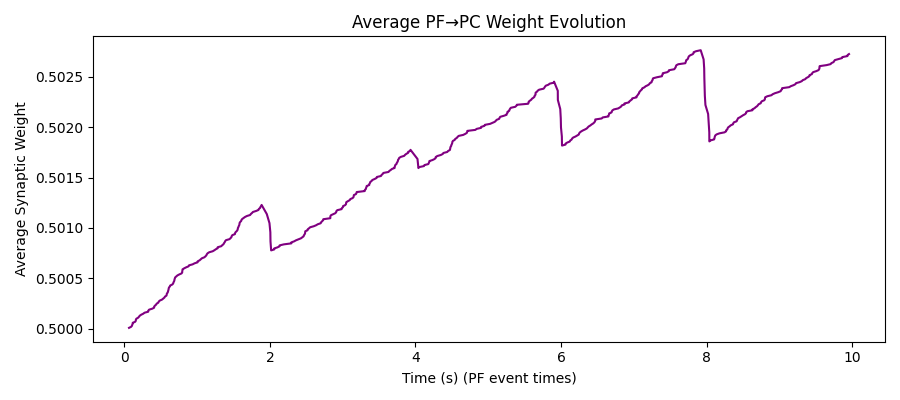 Average PF→PC Weight Evolution
Average Synaptic Weight
0.5025
0.5020
0.5015
0.5010
0.5005
0.5000
0 2 4 6 8 10
Time (s) (PF event times)